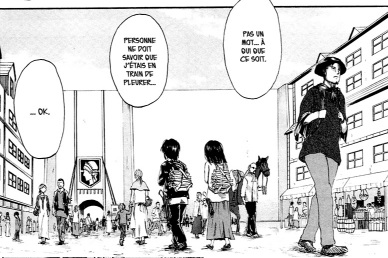 PAS UN
MOT... À
QUI QUE
CE SOIT.
PERSONNE
NE DOIT
SAVOIR QUE
J'ÉTAIS EN
TRAIN DE
PLEURER...
... OK.